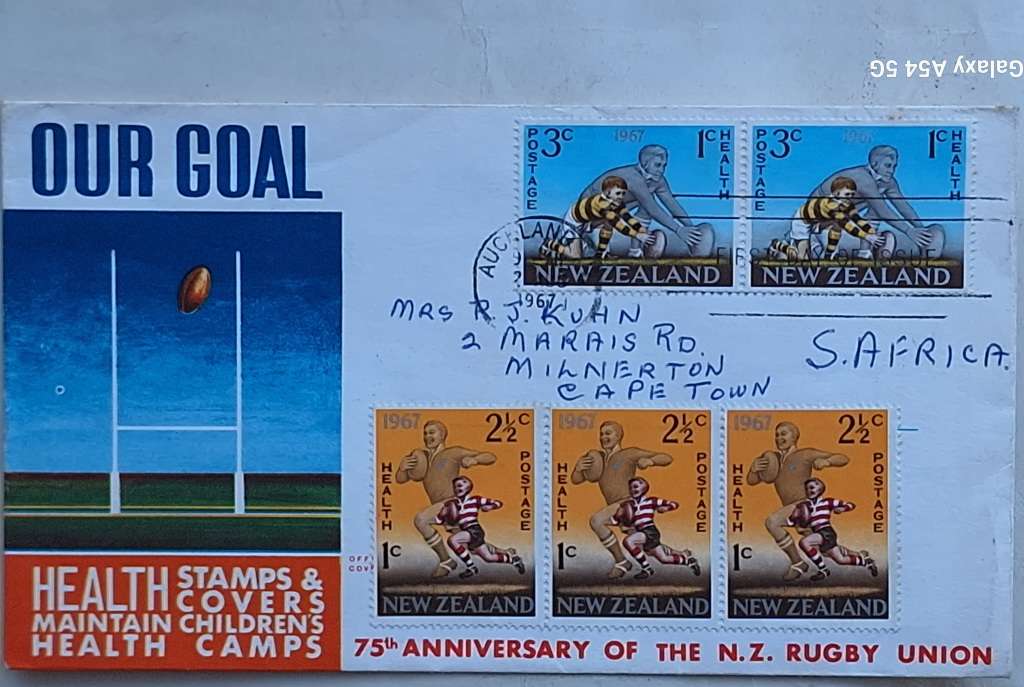 Galaxy A54 5G
OUR GOAL
POSTAGE
3c
1967
1c
HEALTH
NEW ZEALAND
POSTAGE
3c
1967
1c
HEALTH
NEW ZEALAND
AUCKLAND
1967
FIRST DAY OF ISSUE
MRS R. J. KUHN
2 MARAIS RD.
MILNERTON
CAPE TOWN
S. AFRICA.
1967
2½c
HEALTH
POSTAGE
1c
NEW ZEALAND
1967
2½c
HEALTH
POSTAGE
1c
NEW ZEALAND
1967
2½c
HEALTH
POSTAGE
1c
NEW ZEALAND
HEALTH STAMPS &
COVERS
MAINTAIN CHILDREN'S
HEALTH CAMPS
75th ANNIVERSARY OF THE N.Z. RUGBY UNION